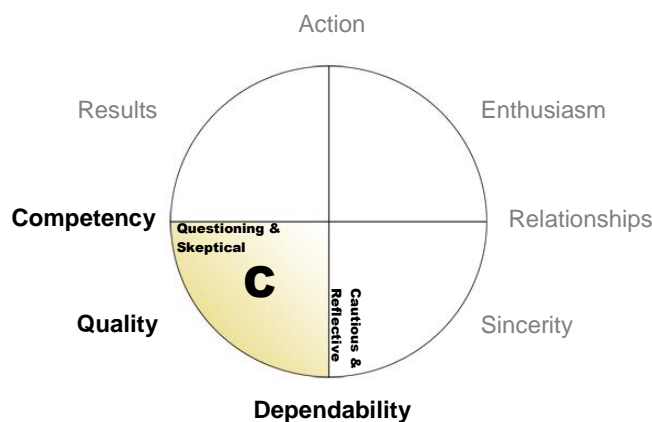 Action
Results
Enthusiasm
Competency
Relationships
Questioning &
Skeptical
C
Cautious &
Reflective
Quality
Sincerity
Dependability